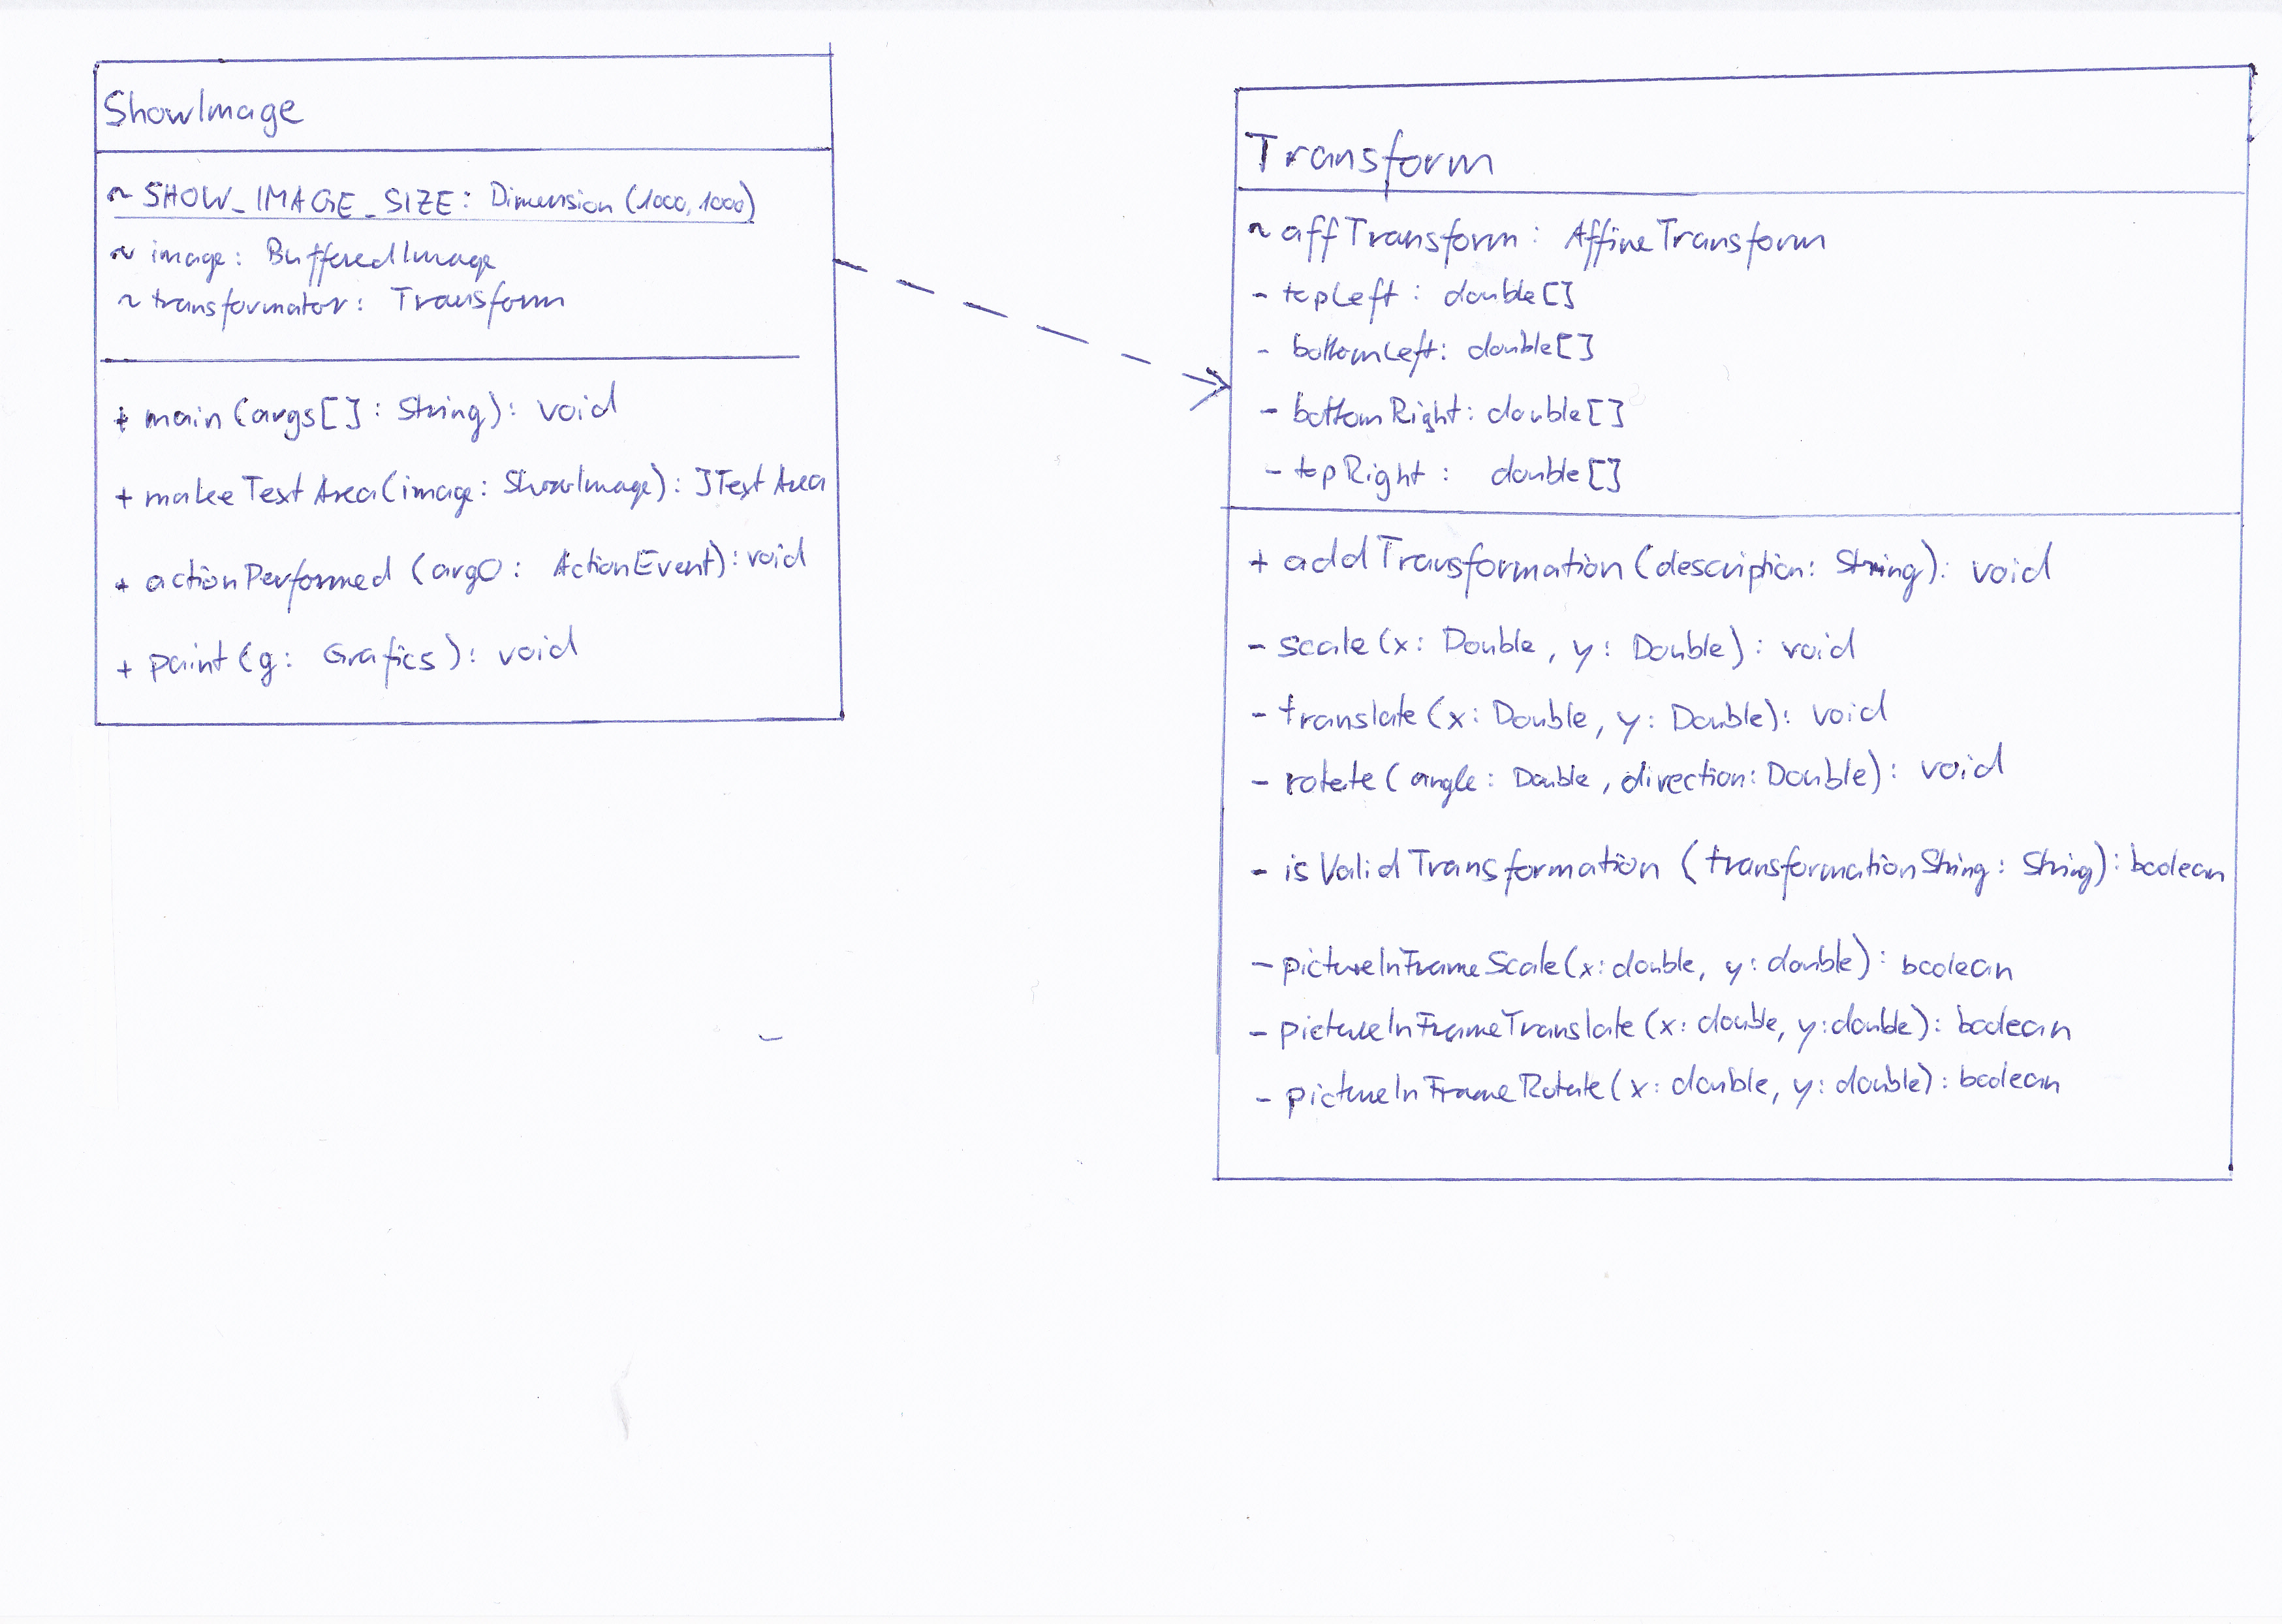 ShowImage
~ SHOW_IMAGE_SIZE: Dimension (1000, 1000)
~ image: BufferedImage
~ transformator: Transform
+ main (args[] : String): void
+ makeTextArea(image: ShowImage): JTextArea
+ actionPerformed (arg0: ActionEvent): void
+ paint (g: Grafics): void
Transform
~ affTransform: AffineTransform
- topLeft: double[]
- bottomLeft: double[]
- bottomRight: double[]
- topRight: double[]
+ addTransformation (description: String): void
- scale (x: Double, y: Double): void
- translate (x: Double, y: Double): void
- rotete (angle: Double, direction: Double): void
- isValidTransformation (transformationString: String): boolean
- pictureInFrameScale (x: double, y: double): boolean
- pictureInFrameTranslate (x: double, y: double): boolean
- pictureInFrameRotate (x: double, y: double): boolean